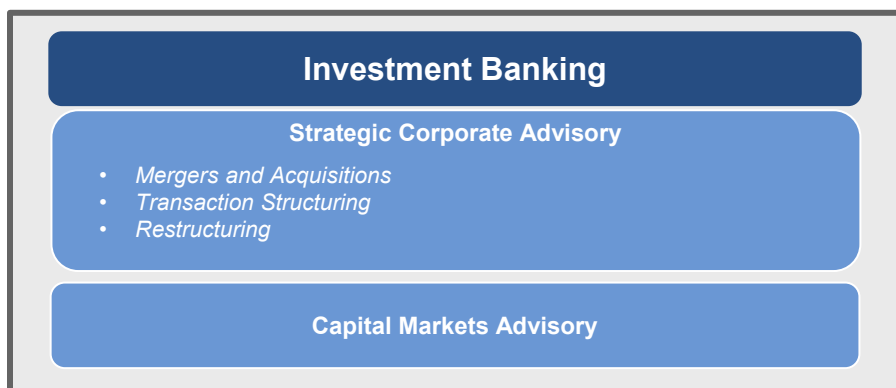 Investment Banking
Strategic Corporate Advisory
• Mergers and Acquisitions
• Transaction Structuring
• Restructuring
Capital Markets Advisory